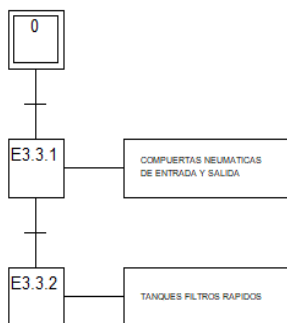 0
E3.3.1
COMPUERTAS NEUMATICAS
DE ENTRADA Y SALIDA
E3.3.2
TANQUES FILTROS RAPIDOS